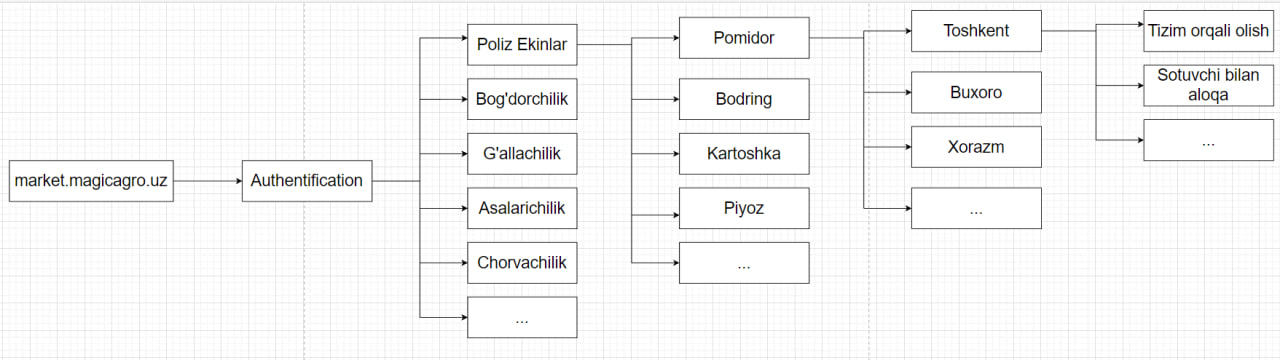 market.magicagro.uz
Authentification
Poliz Ekinlar
Bog'dorchilik
G'allachilik
Asalarichilik
Chorvachilik
...
Pomidor
Bodring
Kartoshka
Piyoz
...
Toshkent
Buxoro
Xorazm
...
Tizim orqali olish
Sotuvchi bilan
aloqa
...